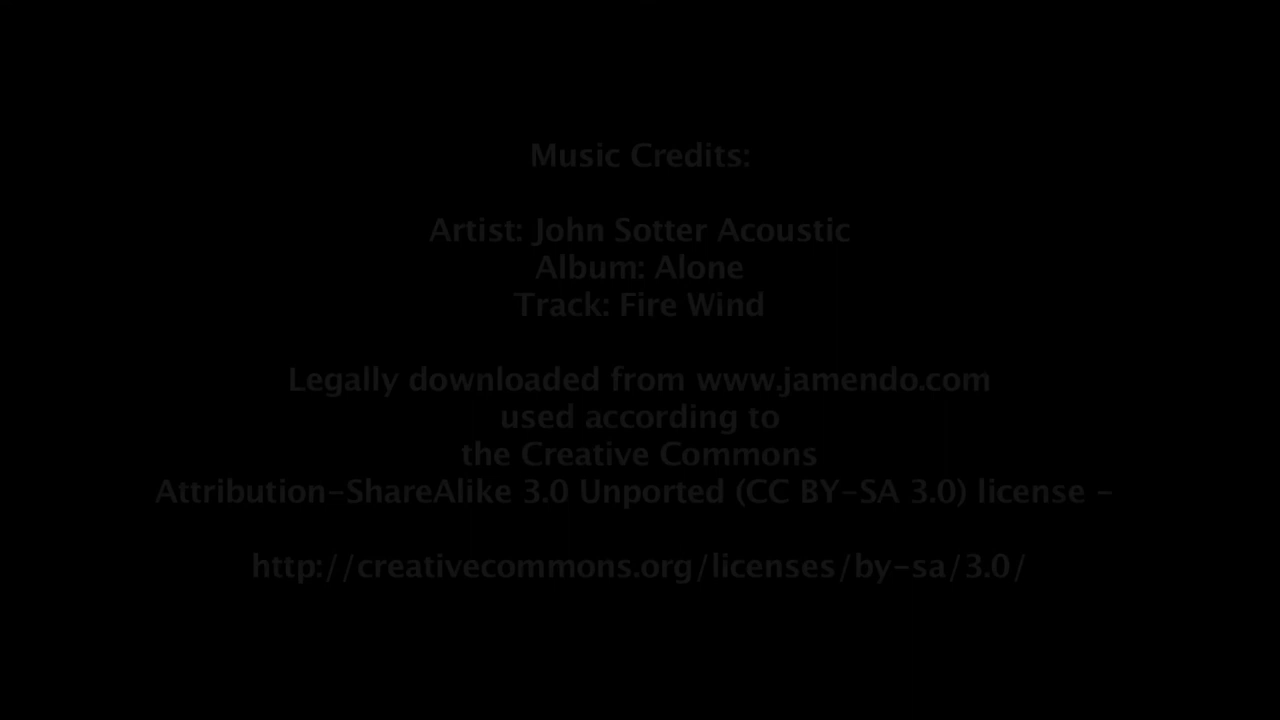 Music Credits:
Artist: John Sotter Acoustic
Album: Alone
Track: Fire Wind
Legally downloaded from www.jamendo.com
used according to
the Creative Commons
Attribution-ShareAlike 3.0 Unported (CC BY-SA 3.0) license -
http://creativecommons.org/licenses/by-sa/3.0/